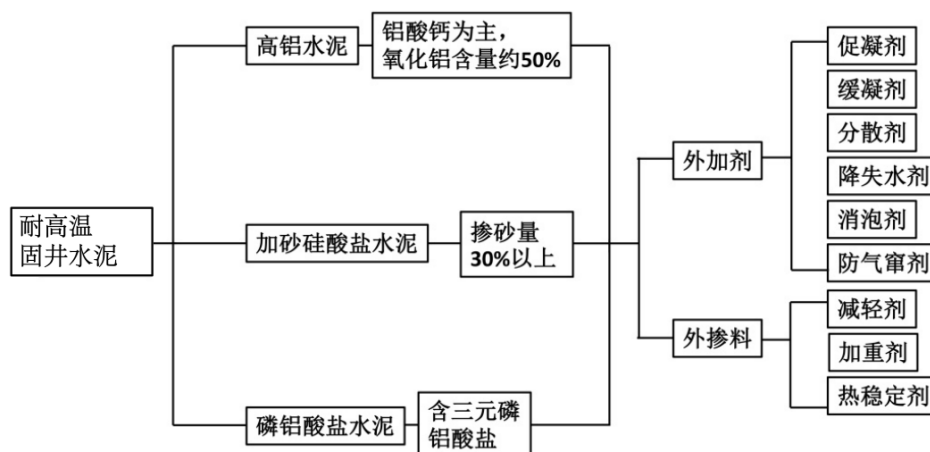 耐高温
固井水泥
高铝水泥
铝酸钙为主，
氧化铝含量约50%
加砂硅酸盐水泥
掺砂量
30%以上
磷铝酸盐水泥
含三元磷
铝酸盐
外加剂
促凝剂
缓凝剂
分散剂
降失水剂
消泡剂
防气窜剂
外掺料
减轻剂
加重剂
热稳定剂